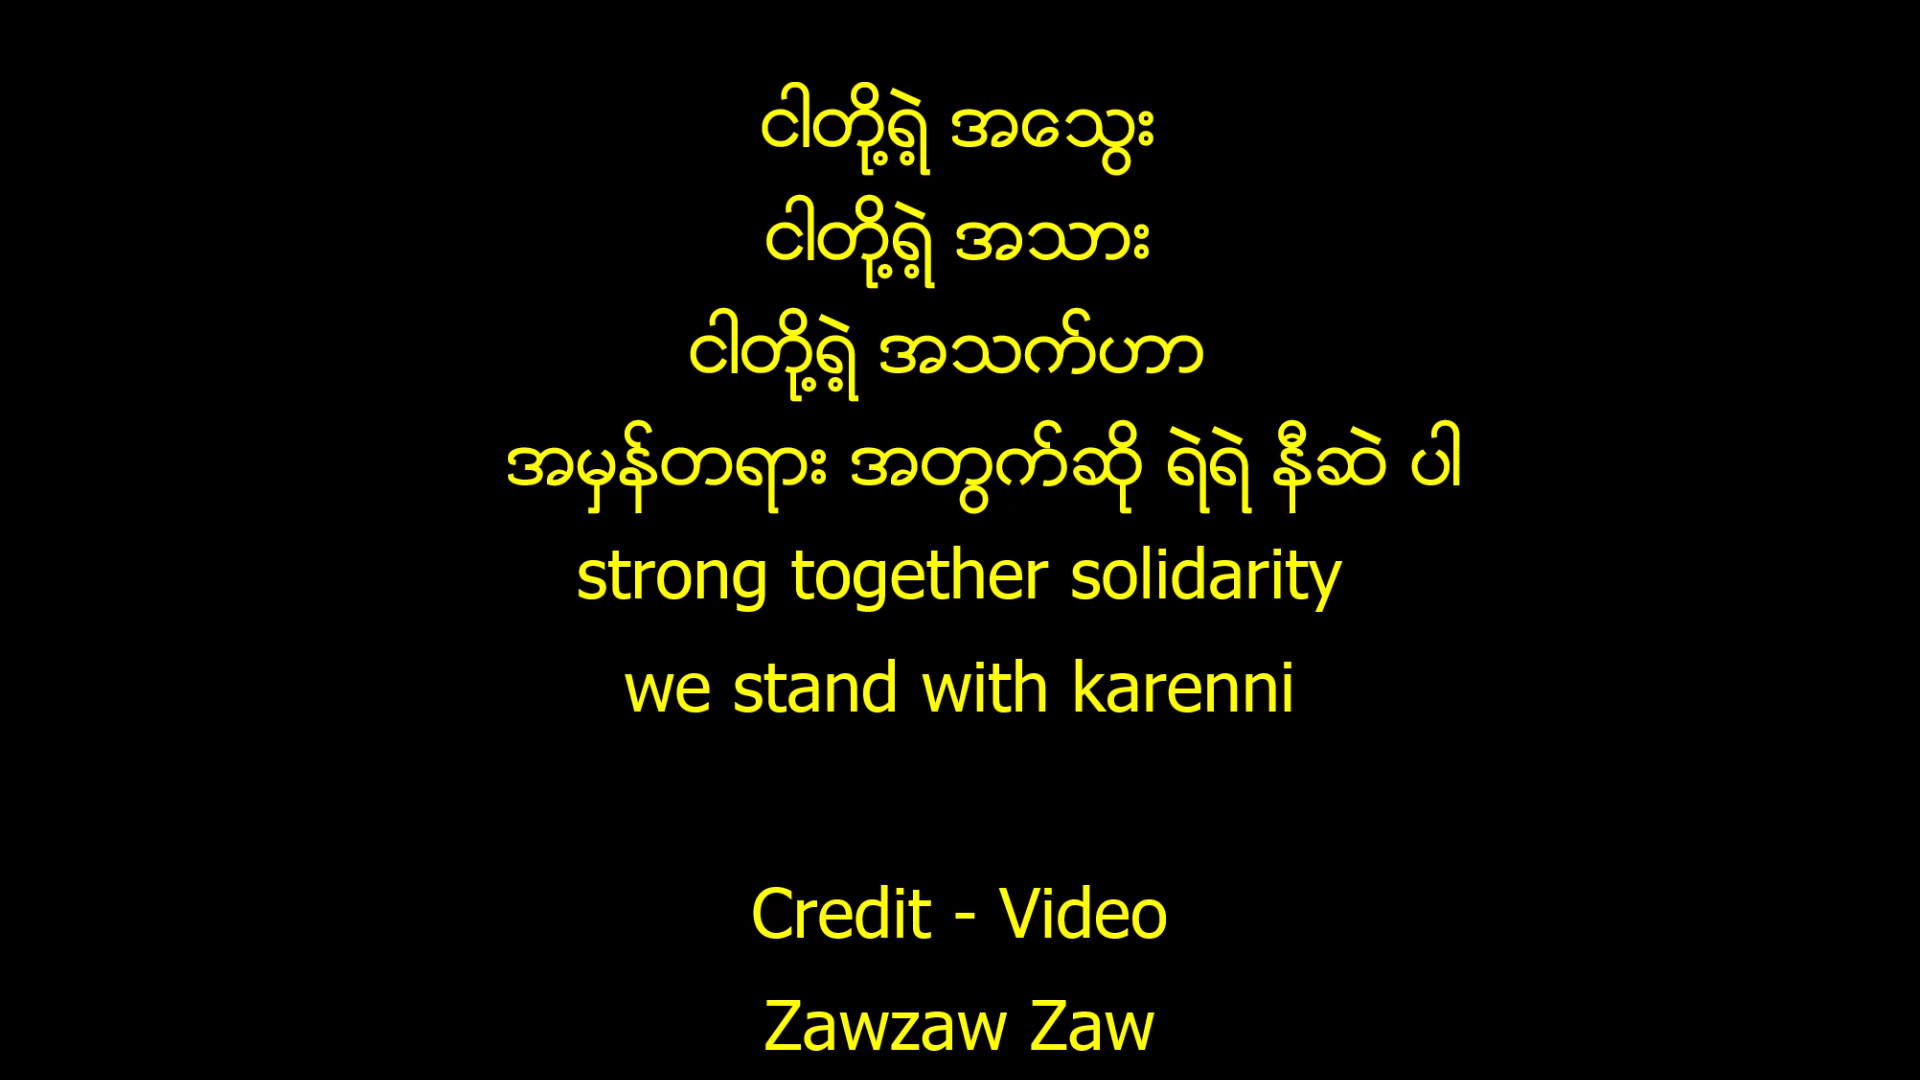 ငါတို့ရဲ့ အသွေး
ငါတို့ရဲ့ အသား
ငါတို့ရဲ့ အသက်ဟာ
အမှန်တရား အတွက်ဆို ရဲရဲ နီဆဲ ပါ
strong together solidarity
we stand with karenni
Credit - Video
Zawzaw Zaw